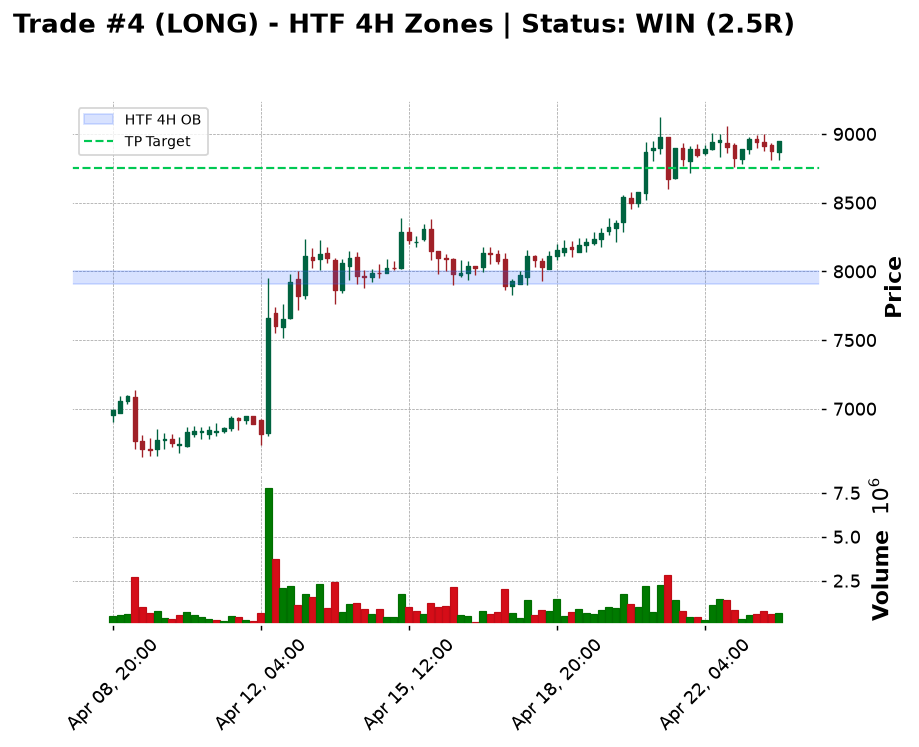 Trade #4 (LONG) - HTF 4H Zones | Status: WIN (2.5R)
HTF 4H OB
TP Target
9000
8500
8000
7500
7000
Price
7.5
5.0
2.5
Volume 10⁶
Apr 08, 20:00
Apr 12, 04:00
Apr 15, 12:00
Apr 18, 20:00
Apr 22, 04:00